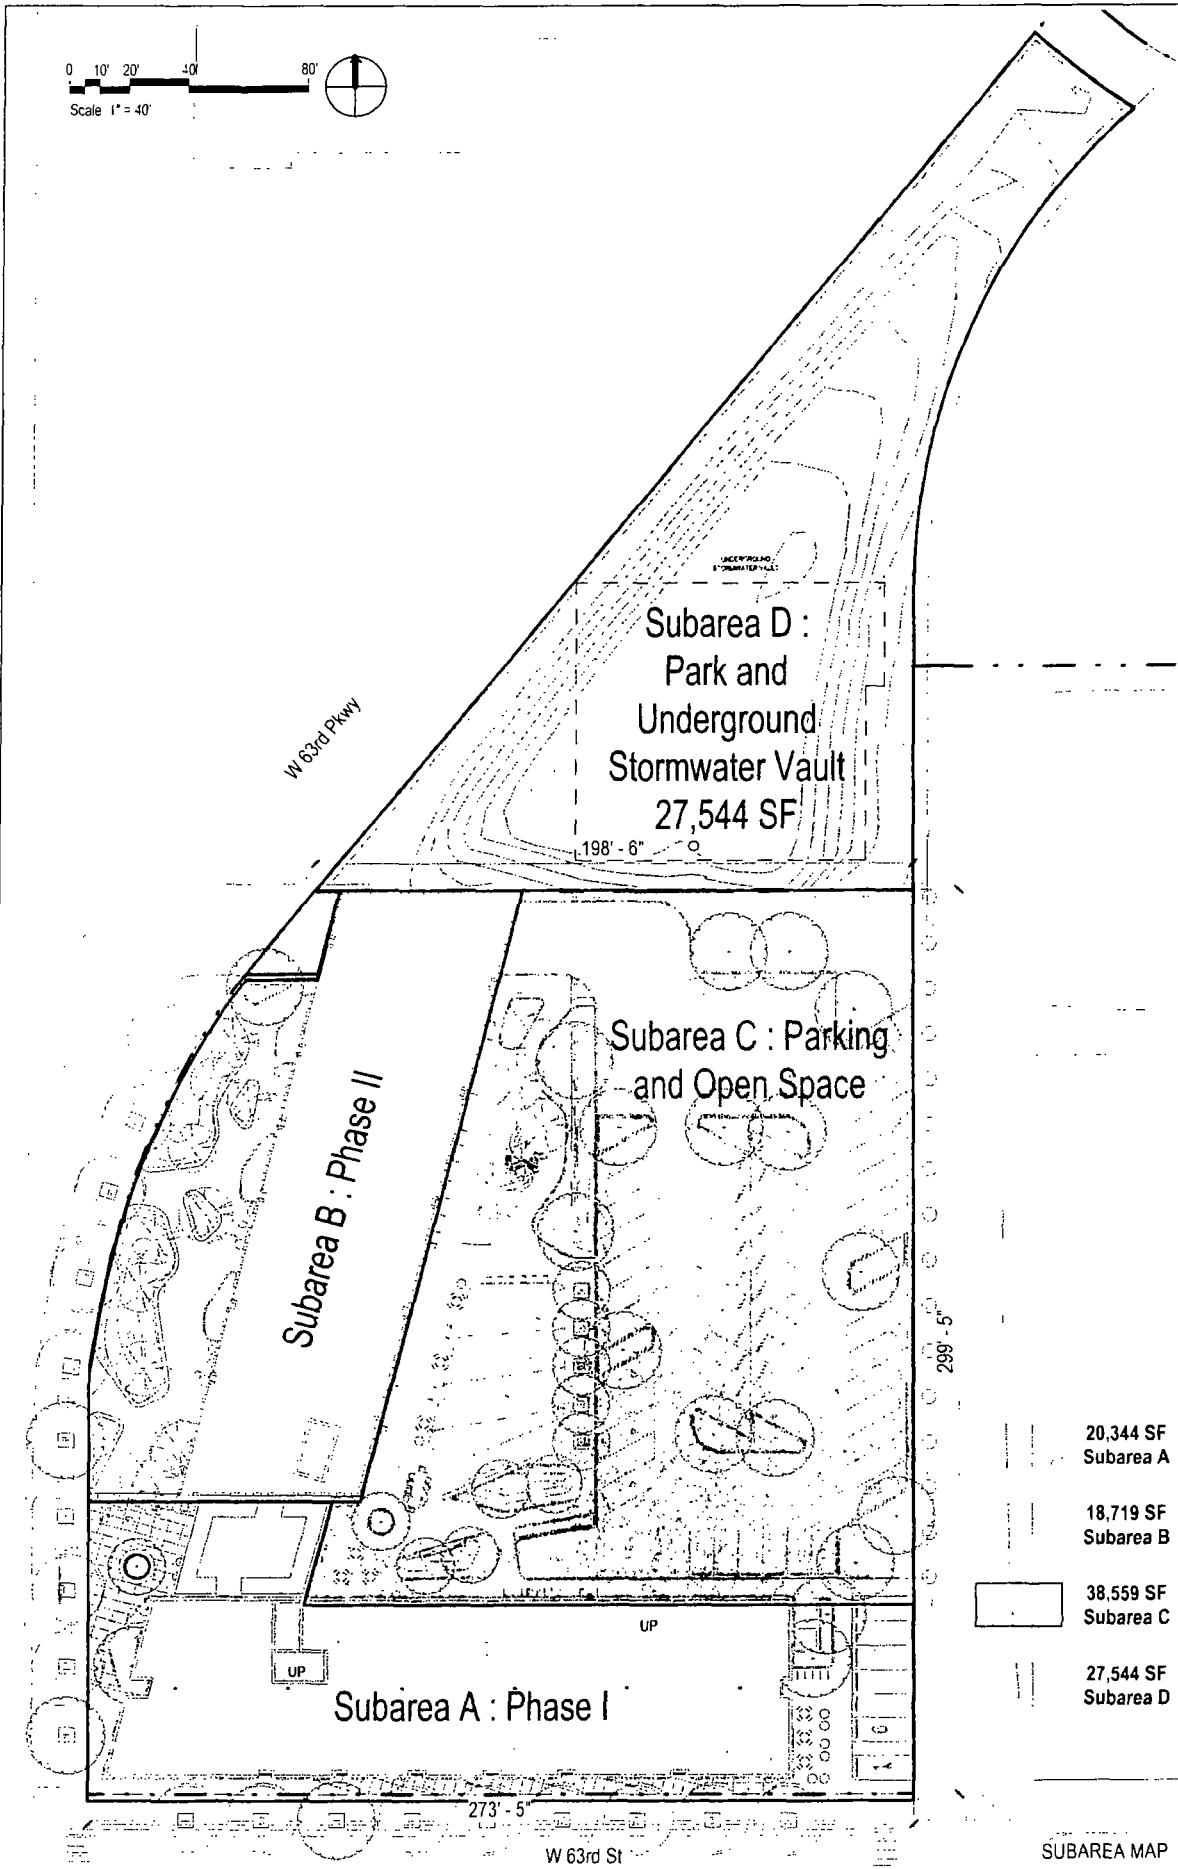 0 10' 20' 40' 80'
Scale 1" = 40'
UNDERGROUND
STORMWATER VAULT
Subarea D :
Park and
Underground
Stormwater Vault
27,544 SF
198' - 6"
W 63rd Pkwy
Subarea C : Parking
and Open Space
Subarea B : Phase II
299' - 5"
20,344 SF
Subarea A
18,719 SF
Subarea B
38,559 SF
Subarea C
27,544 SF
Subarea D
UP
UP
Subarea A : Phase I
273' - 5"
W 63rd St
SUBAREA MAP